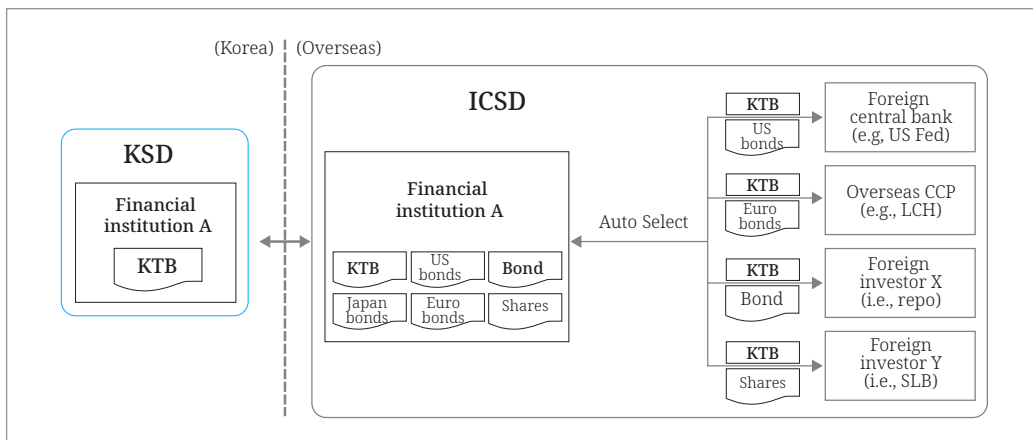 (Korea)
(Overseas)
KSD
Financial
institution A
KTB
ICSD
Financial
institution A
KTB
US
bonds
Bond
Japan
bonds
Euro
bonds
Shares
Auto Select
KTB
US
bonds
Foreign
central bank
(e.g, US Fed)
KTB
Euro
bonds
Overseas CCP
(e.g., LCH)
KTB
Bond
Foreign
investor X
(i.e., repo)
KTB
Shares
Foreign
investor Y
(i.e., SLB)